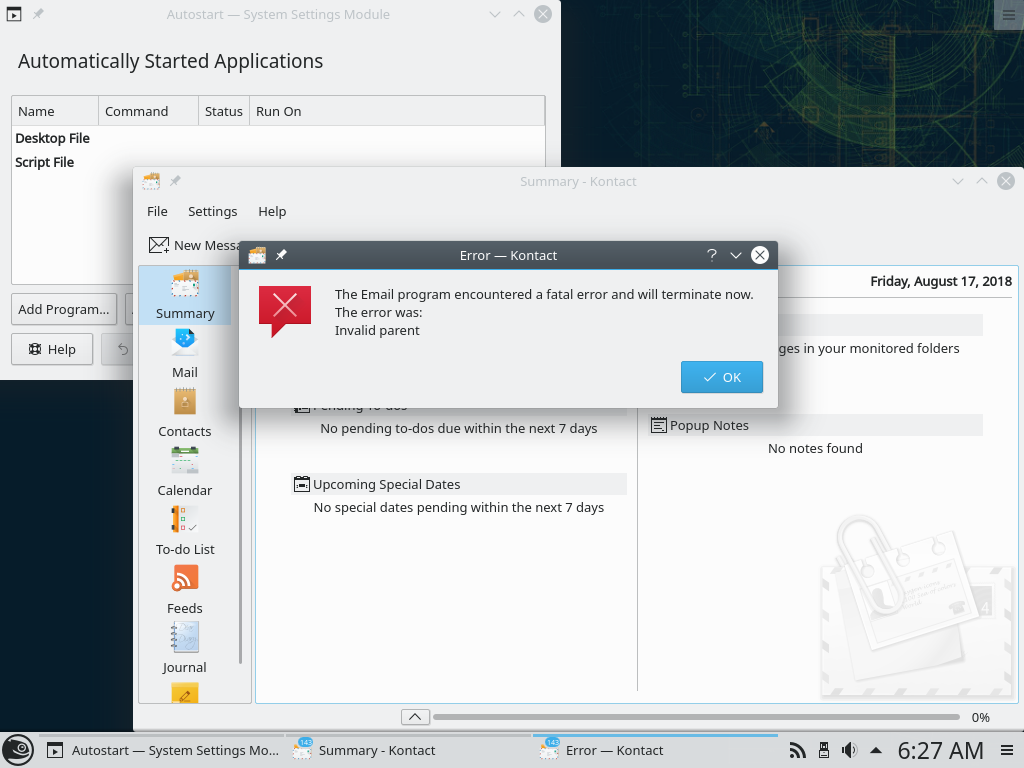 Autostart — System Settings Module
Automatically Started Applications
Name Command Status Run On
Desktop File
Script File
Add Program...
Help
Summary - Kontact
File Settings Help
New Messa
Error — Kontact
?
The Email program encountered a fatal error and will terminate now.
The error was:
Invalid parent
OK
Summary
Mail
Contacts
Calendar
To-do List
Feeds
Journal
Friday, August 17, 2018
ges in your monitored folders
Pending To-dos
No pending to-dos due within the next 7 days
Upcoming Special Dates
No special dates pending within the next 7 days
Popup Notes
No notes found
4
0%
Autostart — System Settings Mo...
143
Summary - Kontact
143
Error — Kontact
6:27 AM